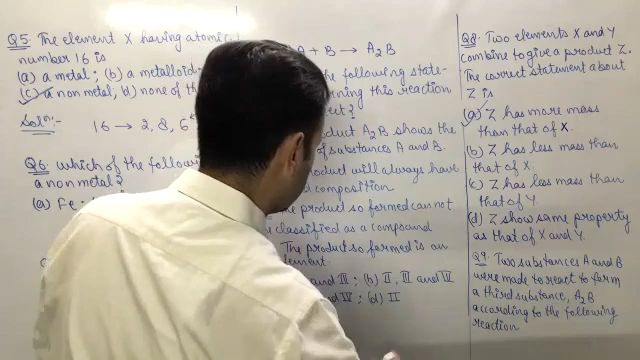 Q5. The element X having atomic
number 16 is
(a) a metal; (b) a metalloid
(c) a non metal; (d) none of
Soln:-
16 → 2, 8, 6
Q6. which of the following
a non metal?
(a) Fe
A + B → A2B
the following state-
this reaction
product A2B shows the
of substances A and B.
product will always have
composition
the product so formed cannot
classified as a compound
The product so formed is an
and III; (b) II, III and IV
and IV; (d) II
Q8. Two elements X and Y
combine to give a product Z.
The correct statement about
Z is
(a) Z has more mass
than that of X.
(b) Z has less mass than
that of X.
(c) Z has less mass than
that of Y
(d) Z show same property
as that of X and Y.
Q9. Two substances A and B
were made to react to form
a third substance, A2B
according to the following
reaction